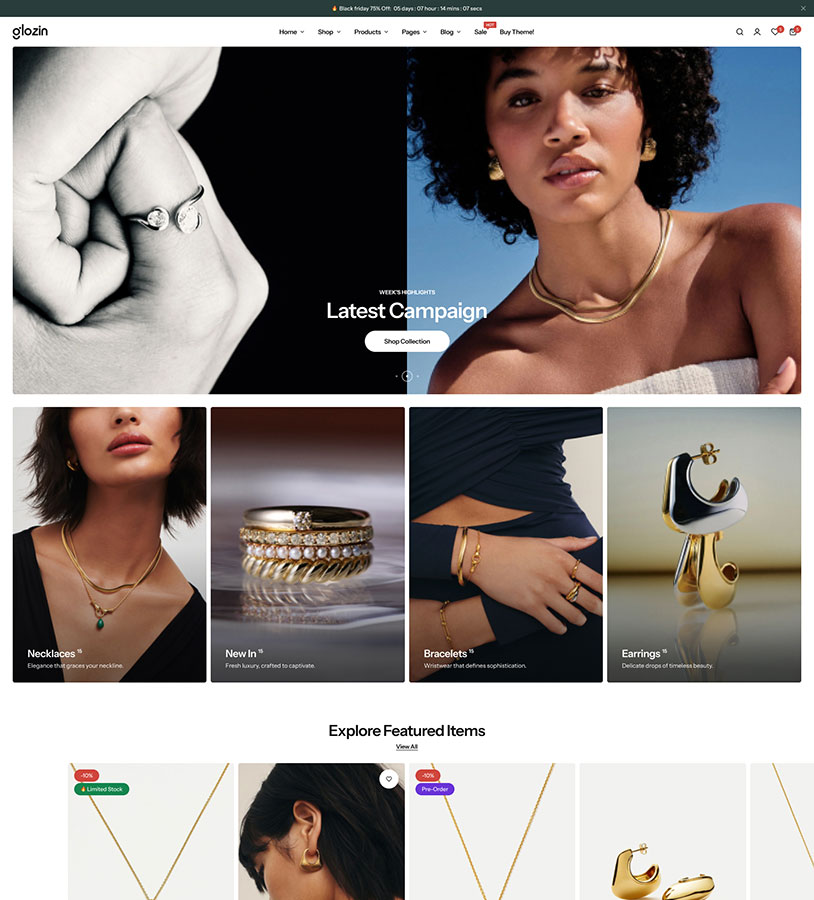 🔥 Black friday 75% Off: 05 days : 07 hour : 14 mins : 07 secs
glozin
Home Shop Products Pages Blog Sale HOT Buy Theme!
WEEK'S HIGHLIGHTS
Latest Campaign
Shop Collection
Necklaces 15
Elegance that graces your neckline.
New In 15
Fresh luxury, crafted to captivate.
Bracelets 15
Wristwear that defines sophistication.
Earrings 15
Delicate drops of timeless beauty.
Explore Featured Items
View All
-10%
🔥 Limited Stock
-10%
Pre-Order